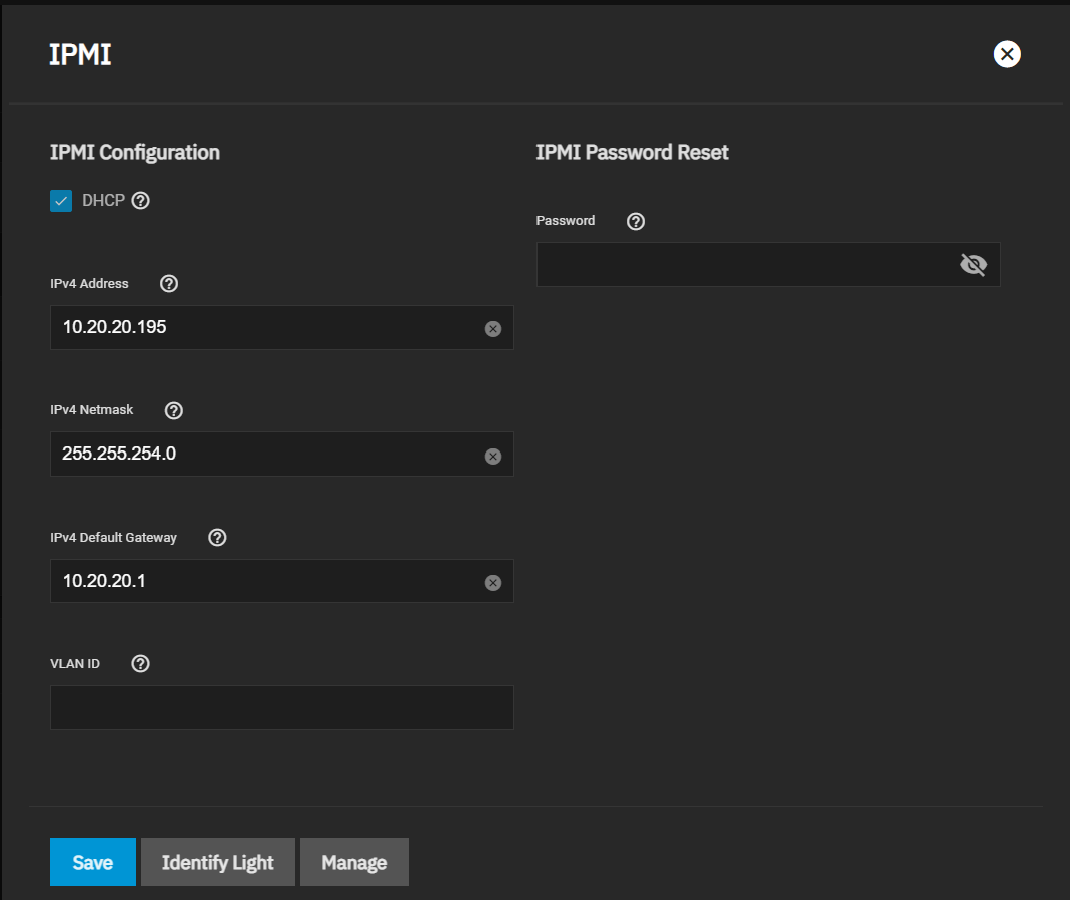 IPMI
IPMI Configuration
DHCP
IPv4 Address
10.20.20.195
IPv4 Netmask
255.255.254.0
IPv4 Default Gateway
10.20.20.1
VLAN ID
IPMI Password Reset
Password
Save
Identify Light
Manage